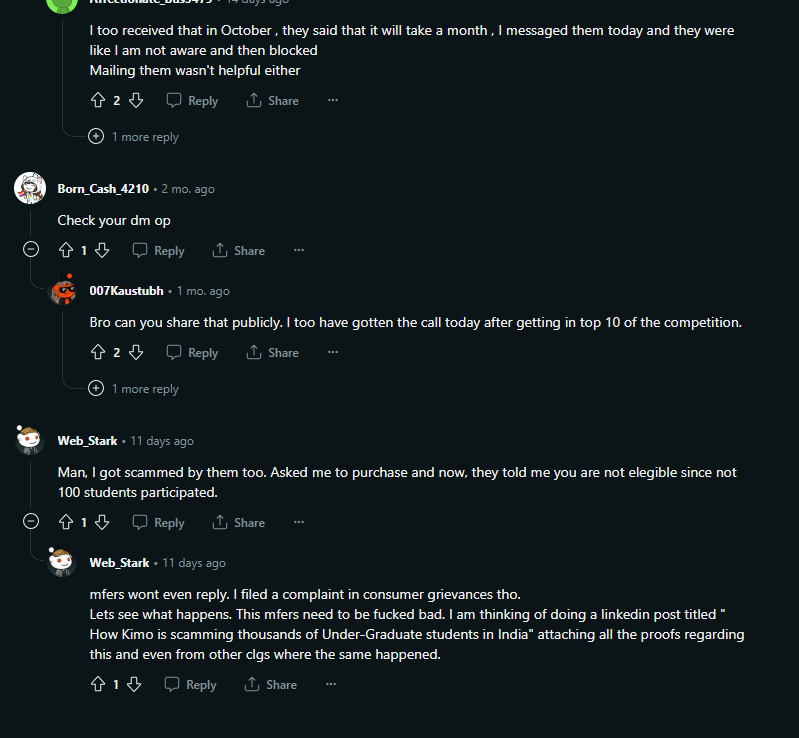 • 14 days ago
I too received that in October , they said that it will take a month , I messaged them today and they were
like I am not aware and then blocked
Mailing them wasn't helpful either
2 Reply Share ...
1 more reply
Born_Cash_4210 • 2 mo. ago
Check your dm op
1 Reply Share ...
007Kaustubh • 1 mo. ago
Bro can you share that publicly. I too have gotten the call today after getting in top 10 of the competition.
2 Reply Share ...
1 more reply
Web_Stark • 11 days ago
Man, I got scammed by them too. Asked me to purchase and now, they told me you are not elegible since not
100 students participated.
1 Reply Share ...
Web_Stark • 11 days ago
mfers wont even reply. I filed a complaint in consumer grievances tho.
Lets see what happens. This mfers need to be fucked bad. I am thinking of doing a linkedin post titled "
How Kimo is scamming thousands of Under-Graduate students in India" attaching all the proofs regarding
this and even from other clgs where the same happened.
1 Reply Share ...